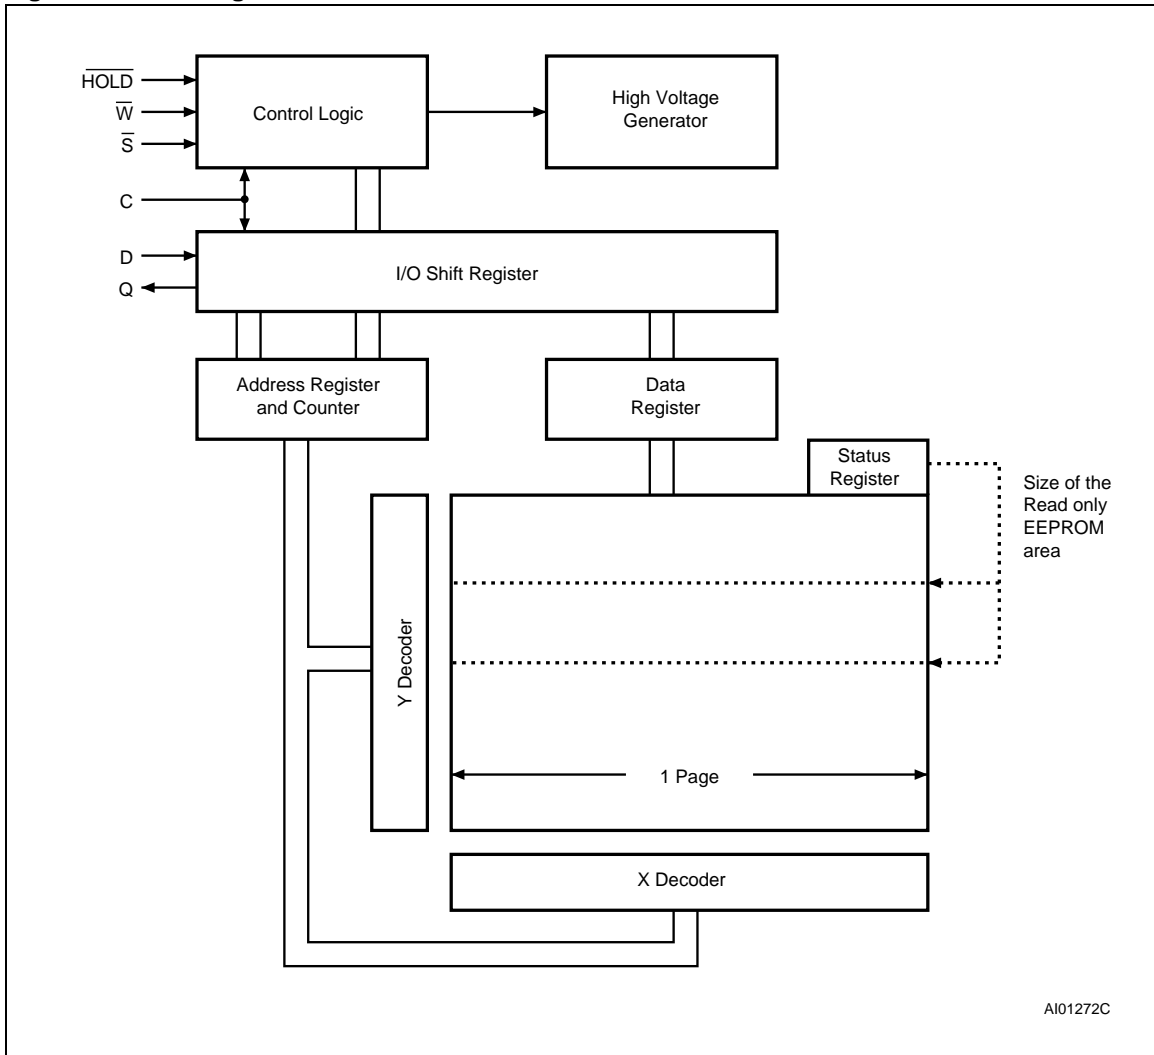 HOLD
W
S
C
D
Q
Control Logic
High Voltage
Generator
I/O Shift Register
Address Register
and Counter
Data
Register
Status
Register
Size of the
Read only
EEPROM
area
Y Decoder
1 Page
X Decoder
AI01272C